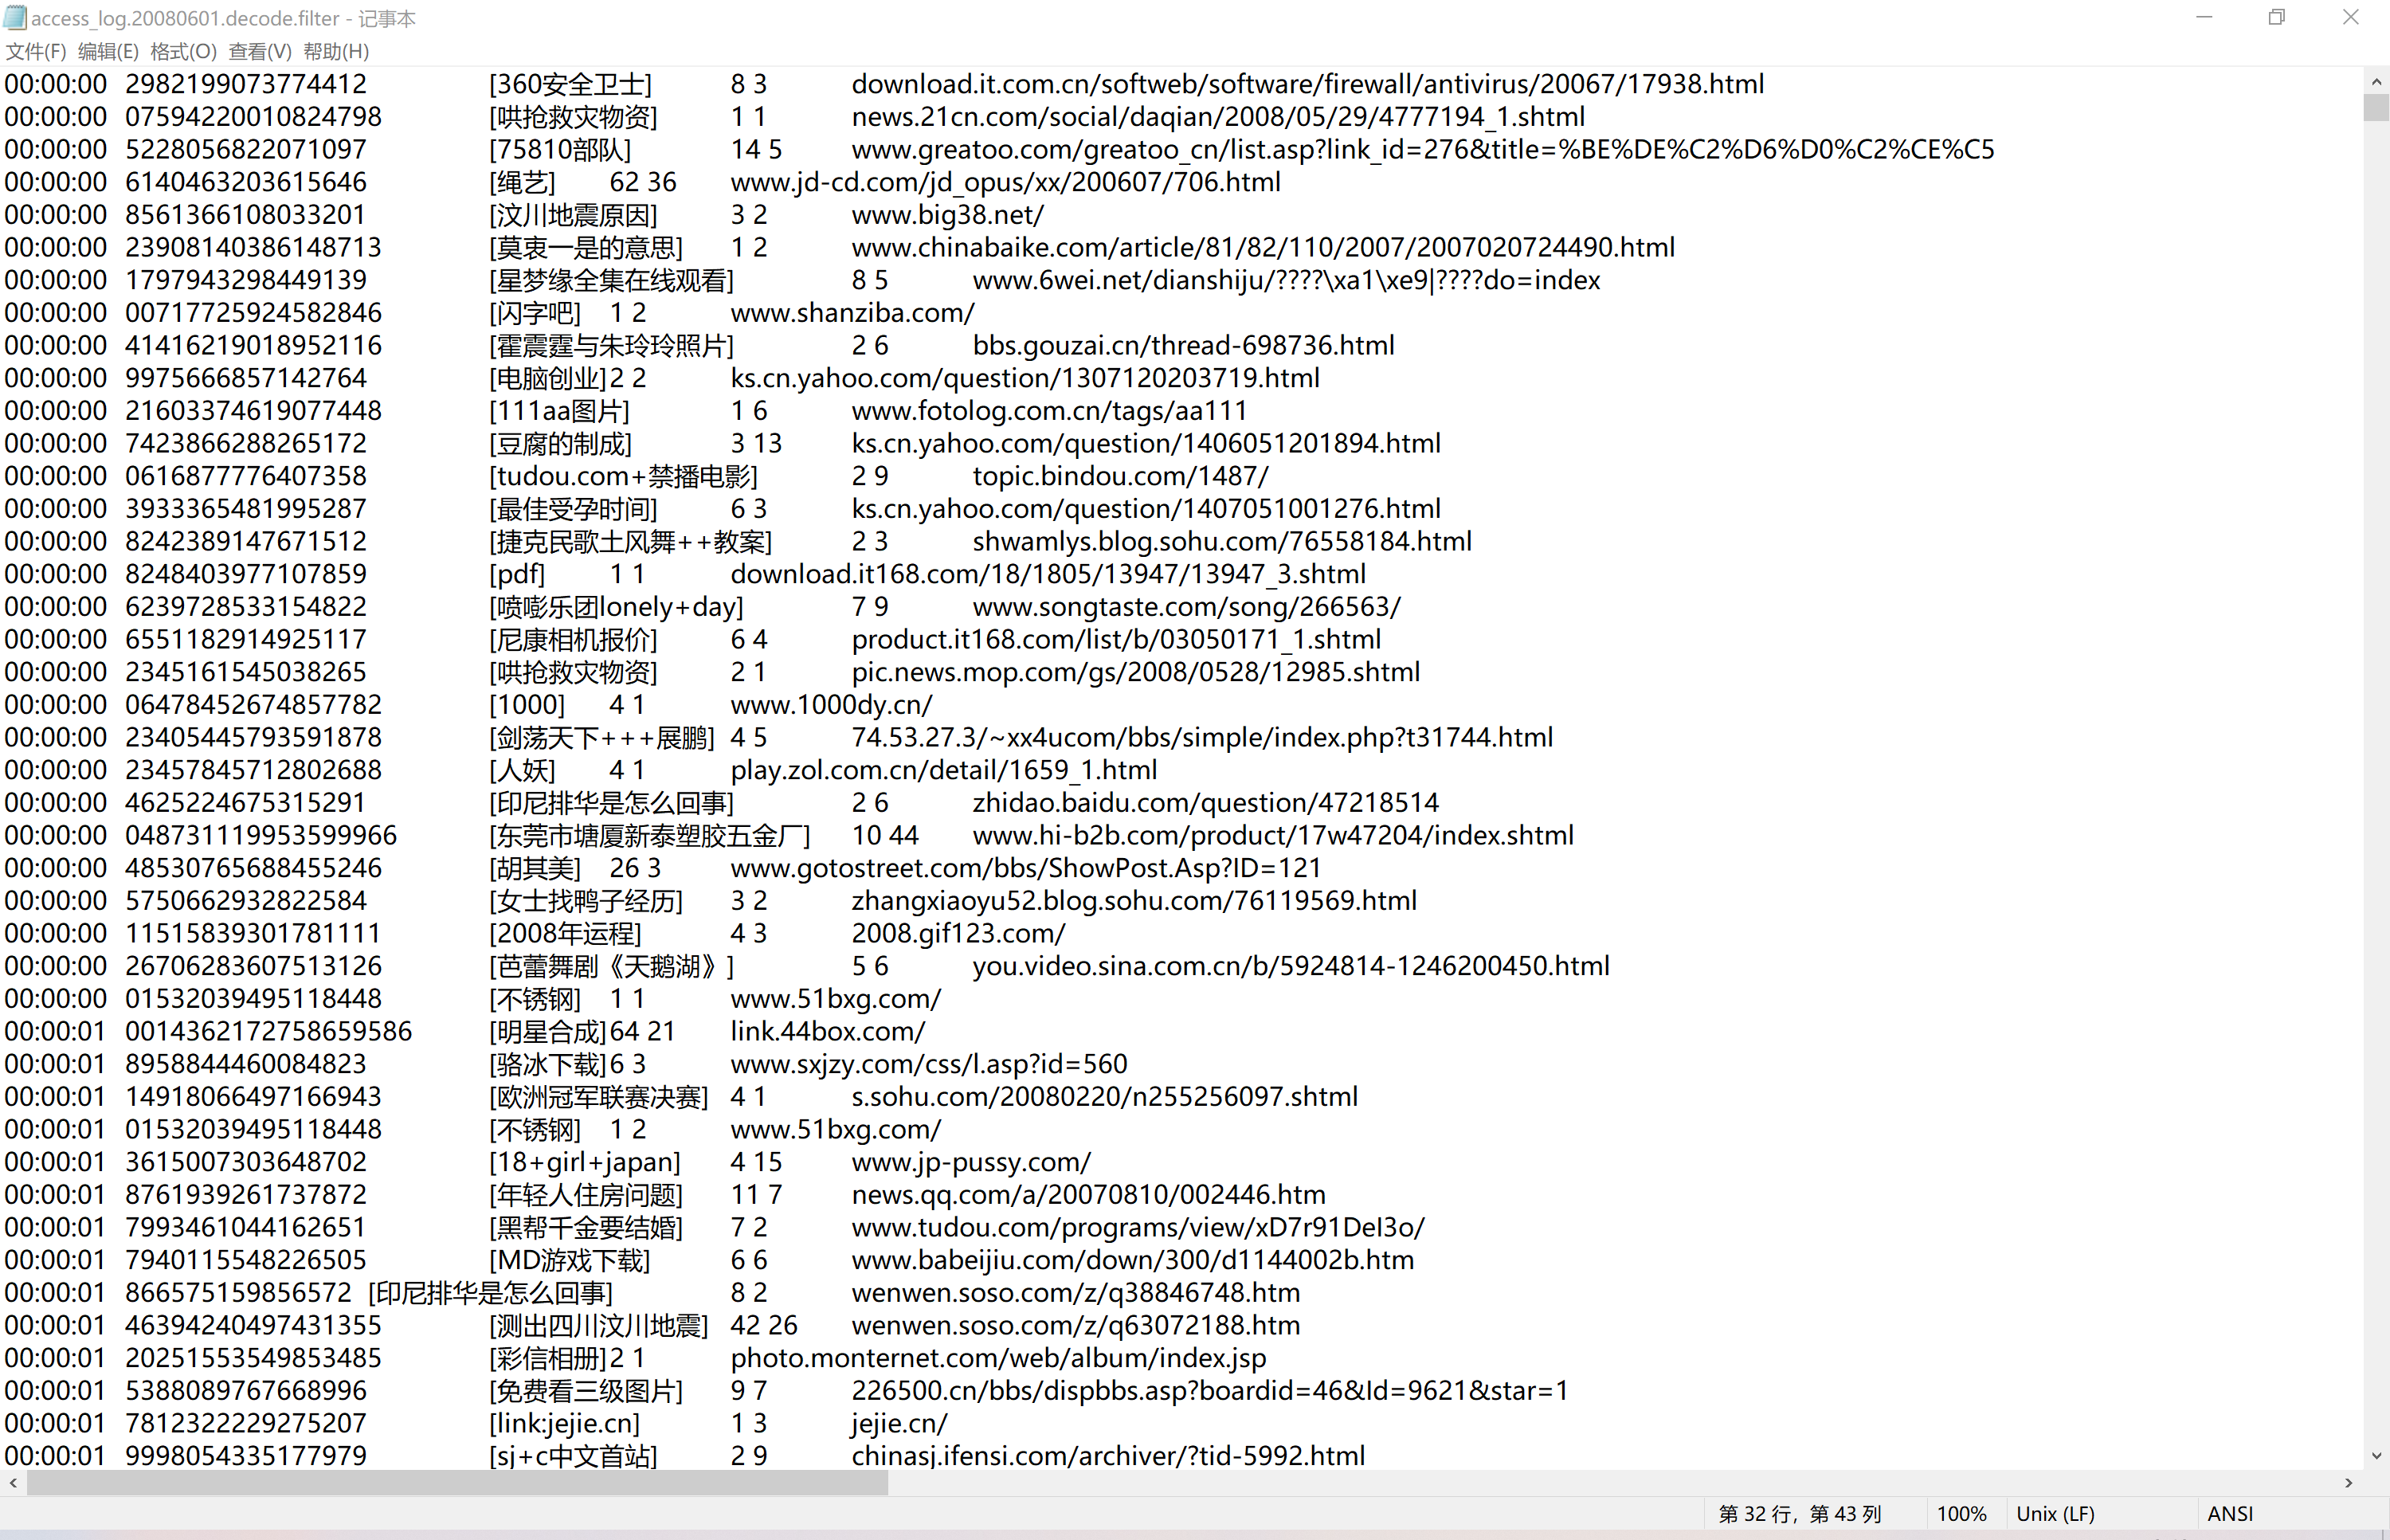 access_log.20080601.decode.filter - 记事本
文件(F) 编辑(E) 格式(O) 查看(V) 帮助(H)
00:00:00 2982199073774412 [360安全卫士] 8 3 download.it.com.cn/softweb/software/firewall/antivirus/20067/17938.html
00:00:00 07594220010824798 [哄抢救灾物资] 1 1 news.21cn.com/social/daqian/2008/05/29/4777194_1.shtml
00:00:00 5228056822071097 [75810部队] 14 5 www.greatoo.com/greatoo_cn/list.asp?link_id=276&title=%BE%DE%C2%D6%D0%C2%CE%C5
00:00:00 6140463203615646 [绳艺] 62 36 www.jd-cd.com/jd_opus/xx/200607/706.html
00:00:00 8561366108033201 [汶川地震原因] 3 2 www.big38.net/
00:00:00 23908140386148713 [莫衷一是的意思] 1 2 www.chinabaike.com/article/81/82/110/2007/2007020724490.html
00:00:00 1797943298449139 [星梦缘全集在线观看] 8 5 www.6wei.net/dianshiju/????\xa1\xe9|????do=index
00:00:00 00717725924582846 [闪字吧] 1 2 www.shanziba.com/
00:00:00 41416219018952116 [霍震霆与朱玲玲照片] 2 6 bbs.gouzai.cn/thread-698736.html
00:00:00 9975666857142764 [电脑创业] 2 2 ks.cn.yahoo.com/question/1307120203719.html
00:00:00 21603374619077448 [111aa图片] 1 6 www.fotolog.com.cn/tags/aa111
00:00:00 7423866288265172 [豆腐的制成] 3 13 ks.cn.yahoo.com/question/1406051201894.html
00:00:00 0616877776407358 [tudou.com+禁播电影] 2 9 topic.bindou.com/1487/
00:00:00 3933365481995287 [最佳受孕时间] 6 3 ks.cn.yahoo.com/question/1407051001276.html
00:00:00 8242389147671512 [捷克民歌土风舞++教案] 2 3 shwamlys.blog.sohu.com/76558184.html
00:00:00 8248403977107859 [pdf] 1 1 download.it168.com/18/1805/13947/13947_3.shtml
00:00:00 6239728533154822 [喷嘭乐团lonely+day] 7 9 www.songtaste.com/song/266563/
00:00:00 6551182914925117 [尼康相机报价] 6 4 product.it168.com/list/b/03050171_1.shtml
00:00:00 2345161545038265 [哄抢救灾物资] 2 1 pic.news.mop.com/gs/2008/0528/12985.shtml
00:00:00 06478452674857782 [1000] 4 1 www.1000dy.cn/
00:00:00 23405445793591878 [剑荡天下+++展鹏] 4 5 74.53.27.3/~xx4ucom/bbs/simple/index.php?t31744.html
00:00:00 23457845712802688 [人妖] 4 1 play.zol.com.cn/detail/1659_1.html
00:00:00 4625224675315291 [印尼排华是怎么回事] 2 6 zhidao.baidu.com/question/47218514
00:00:00 048731119953599966 [东莞市塘厦新泰塑胶五金厂] 10 44 www.hi-b2b.com/product/17w47204/index.shtml
00:00:00 48530765688455246 [胡其美] 26 3 www.gotostreet.com/bbs/ShowPost.Asp?ID=121
00:00:00 5750662932822584 [女士找鸭子经历] 3 2 zhangxiaoyu52.blog.sohu.com/76119569.html
00:00:00 11515839301781111 [2008年运程] 4 3 2008.gif123.com/
00:00:00 26706283607513126 [芭蕾舞剧《天鹅湖》] 5 6 you.video.sina.com.cn/b/5924814-1246200450.html
00:00:00 01532039495118448 [不锈钢] 1 1 www.51bxg.com/
00:00:01 0014362172758659586 [明星合成] 64 21 link.44box.com/
00:00:01 8958844460084823 [骆冰下载] 6 3 www.sxjzy.com/css/l.asp?id=560
00:00:01 14918066497166943 [欧洲冠军联赛决赛] 4 1 s.sohu.com/20080220/n255256097.shtml
00:00:01 01532039495118448 [不锈钢] 1 2 www.51bxg.com/
00:00:01 3615007303648702 [18+girl+japan] 4 15 www.jp-pussy.com/
00:00:01 8761939261737872 [年轻人住房问题] 11 7 news.qq.com/a/20070810/002446.htm
00:00:01 7993461044162651 [黑帮千金要结婚] 7 2 www.tudou.com/programs/view/xD7r91DeI3o/
00:00:01 7940115548226505 [MD游戏下载] 6 6 www.babeijiu.com/down/300/d1144002b.htm
00:00:01 866575159856572 [印尼排华是怎么回事] 8 2 wenwen.soso.com/z/q38846748.htm
00:00:01 46394240497431355 [测出四川汶川地震] 42 26 wenwen.soso.com/z/q63072188.htm
00:00:01 20251553549853485 [彩信相册] 2 1 photo.monternet.com/web/album/index.jsp
00:00:01 5388089767668996 [免费看三级图片] 9 7 226500.cn/bbs/dispbbs.asp?boardid=46&Id=9621&star=1
00:00:01 7812322229275207 [link:jejie.cn] 1 3 jejie.cn/
00:00:01 9998054335177979 [sj+c中文首站] 2 9 chinasj.ifensi.com/archiver/?tid-5992.html
第 32 行，第 43 列 100% Unix (LF) ANSI